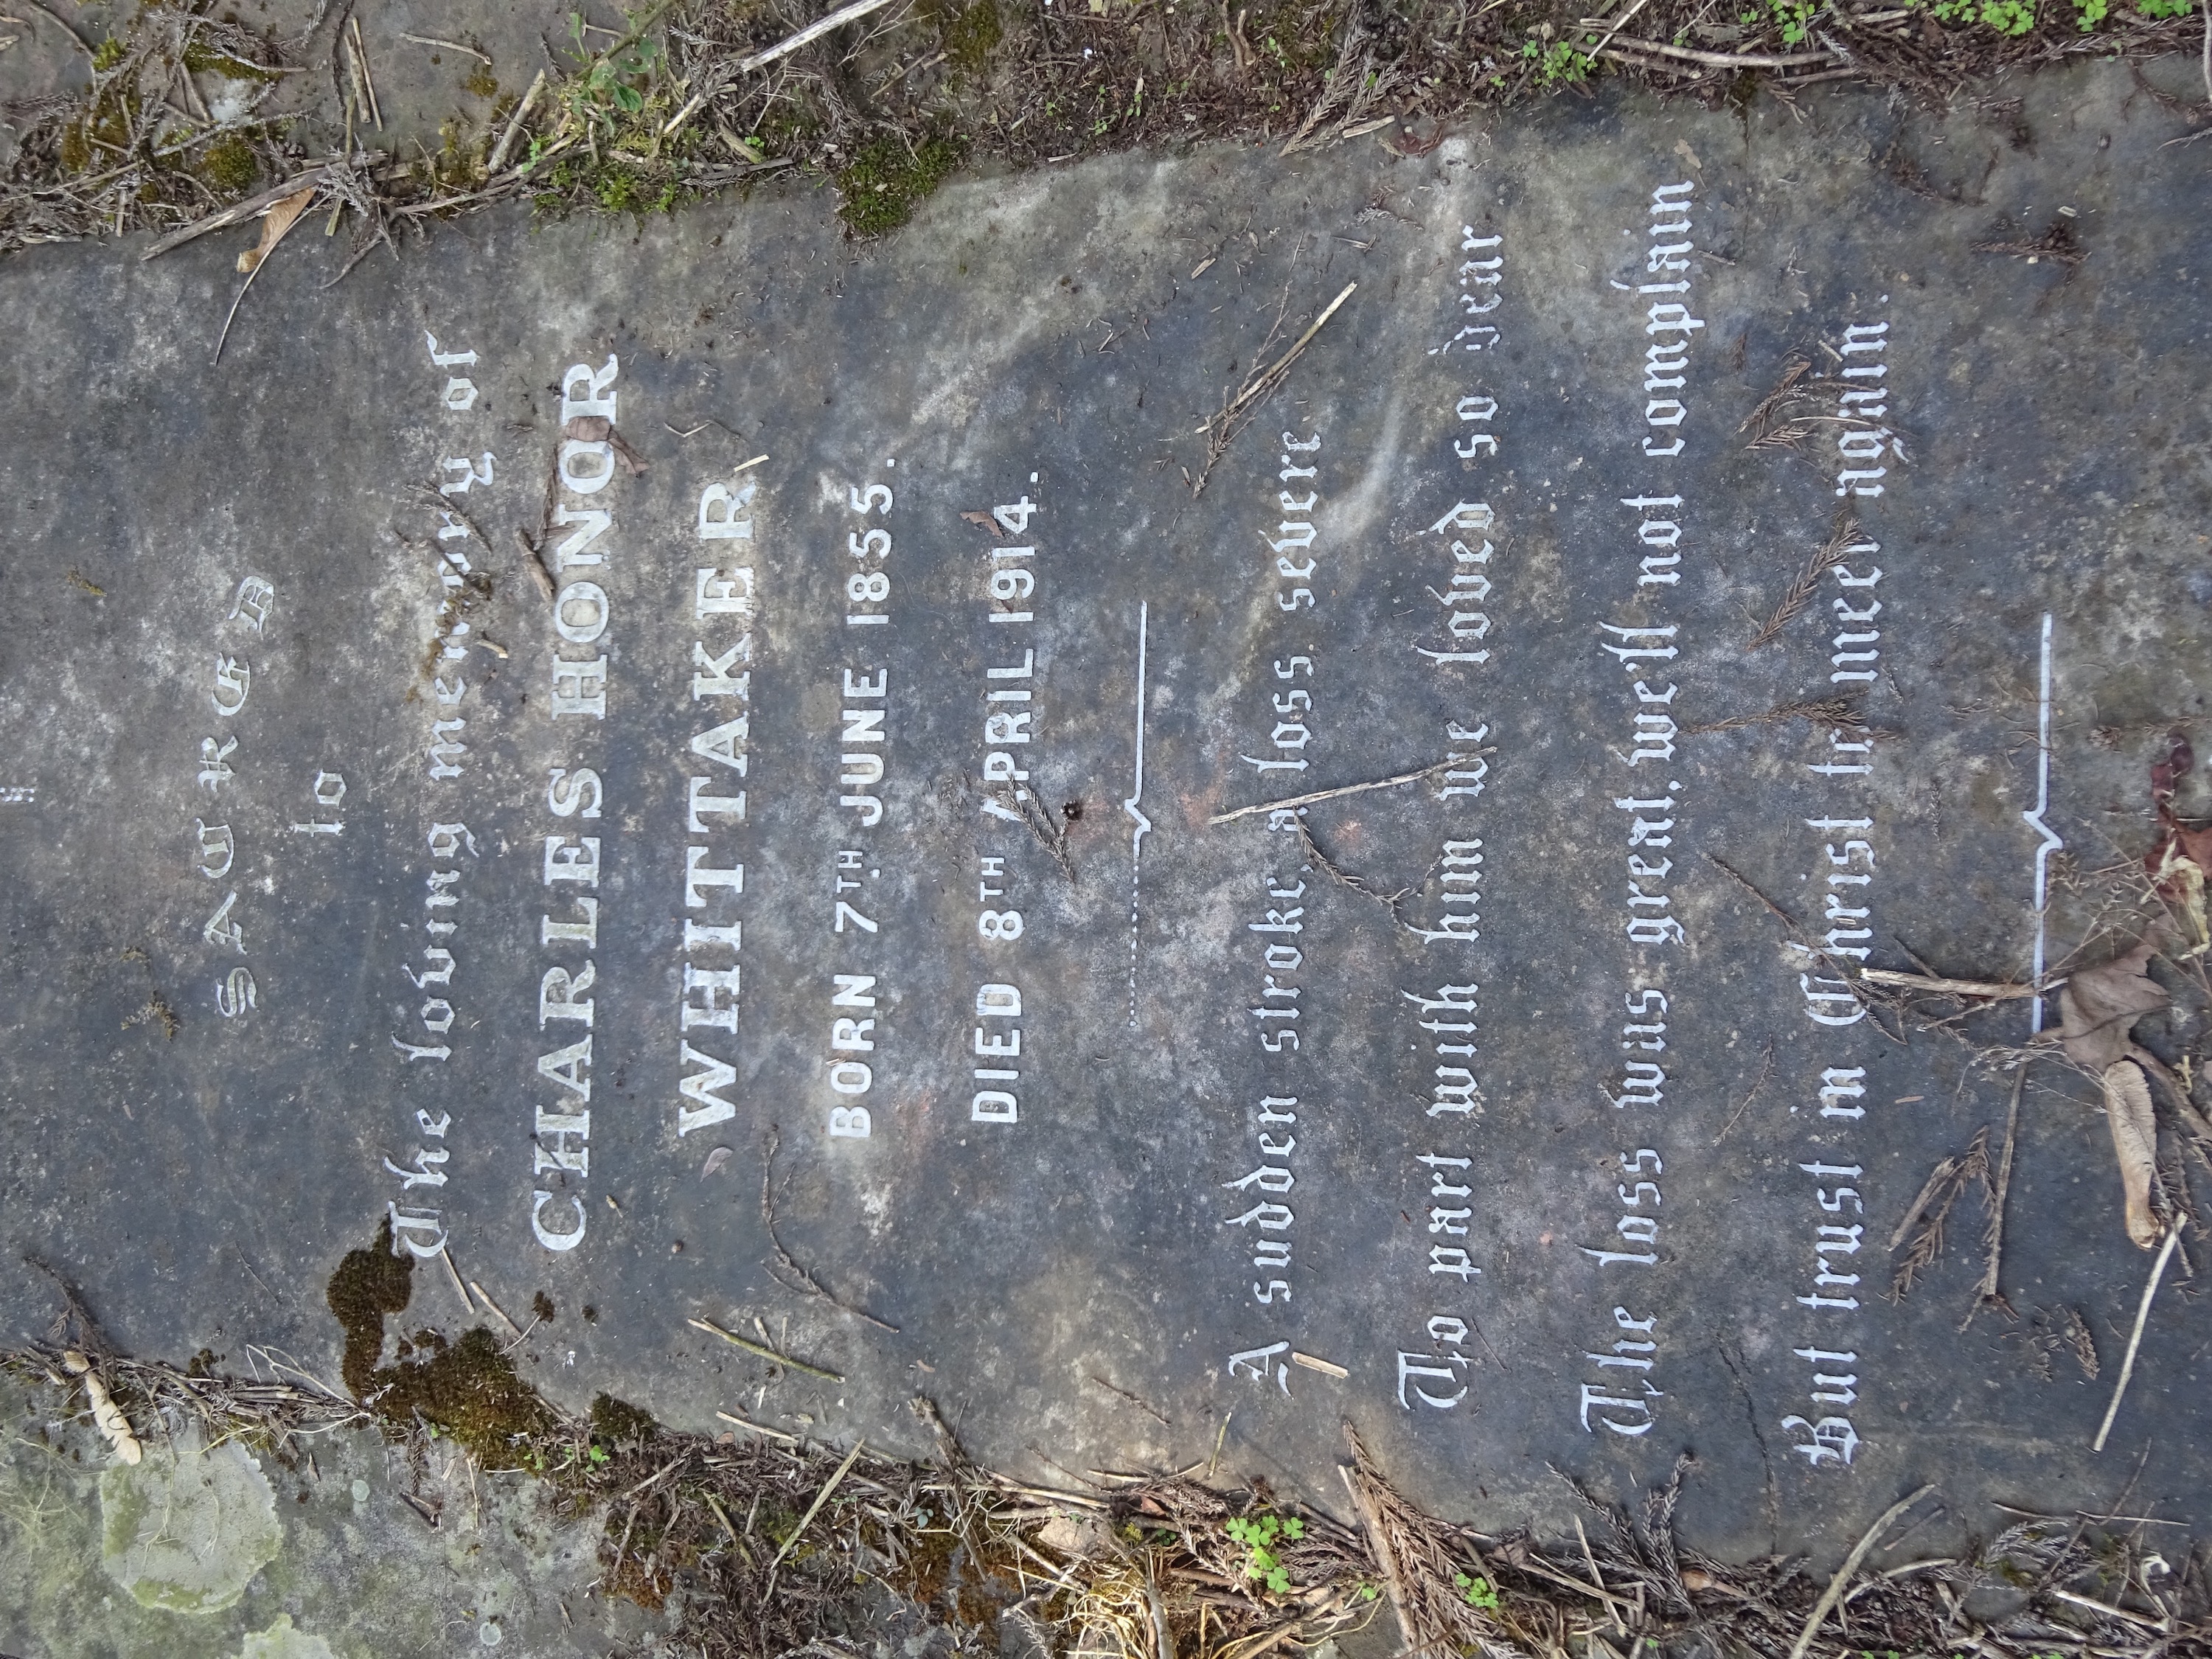 SACRED
to
The loving memory of
CHARLES HONOR
WHITTAKER
BORN 7TH JUNE 1855.
DIED 8TH APRIL 1914.
A sudden stroke, a loss severe.
To part with him we loved so dear
The loss was great, we'll not complain
But trust in Christ to meet again.